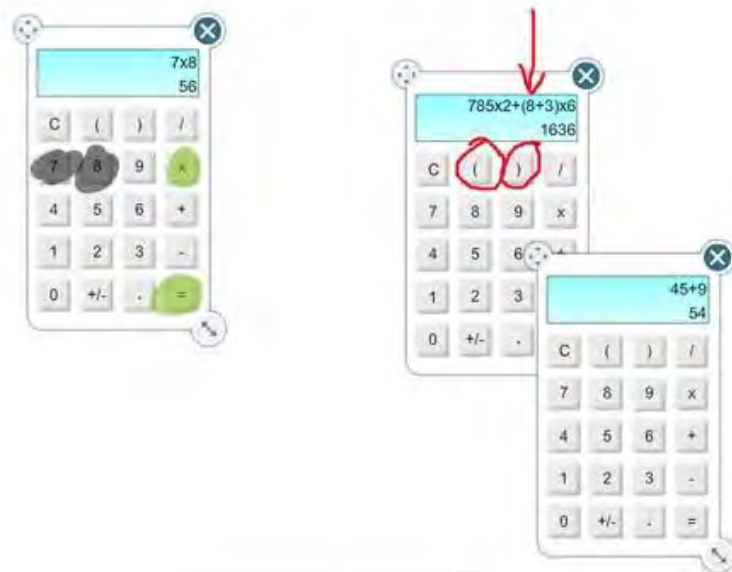 7x8
56
C ( ) /
7 8 9 x
4 5 6 +
1 2 3 -
0 +/- . =
785x2+(8+3)x6
1636
C ( ) /
7 8 9 x
4 5 6
1 2 3
0 +/- .
45+9
54
C ( ) /
7 8 9 x
4 5 6 +
1 2 3 -
0 +/- . =